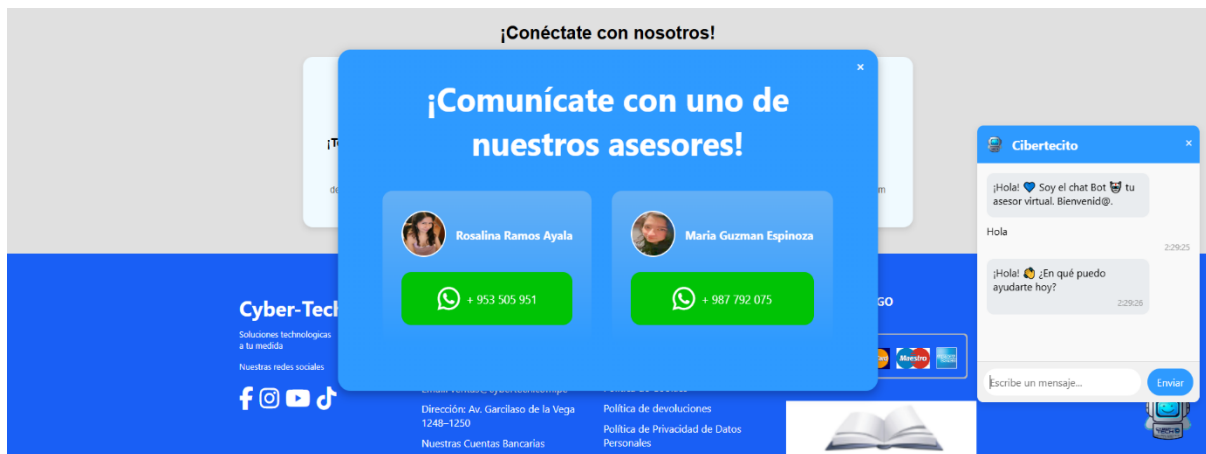 ¡Conéctate con nosotros!
×
¡Comunícate con uno de
nuestros asesores!
Rosalina Ramos Ayala
Maria Guzman Espinoza
+ 953 505 951
+ 987 792 075
Cibertecito
×
¡Hola! 💙 Soy el chat Bot 🤖 tu
asesor virtual. Bienvenid@.
Hola
2:29:25
¡Hola! 👋 ¿En qué puedo
ayudarte hoy?
2:29:26
Escribe un mensaje...
Enviar
Cyber-Tech
Soluciones technologicas
a tu medida
Nuestras redes sociales
Dirección: Av. Garcilaso de la Vega
1248–1250
Nuestras Cuentas Bancarias
Política de devoluciones
Política de Privacidad de Datos
Personales
GO
Maestro